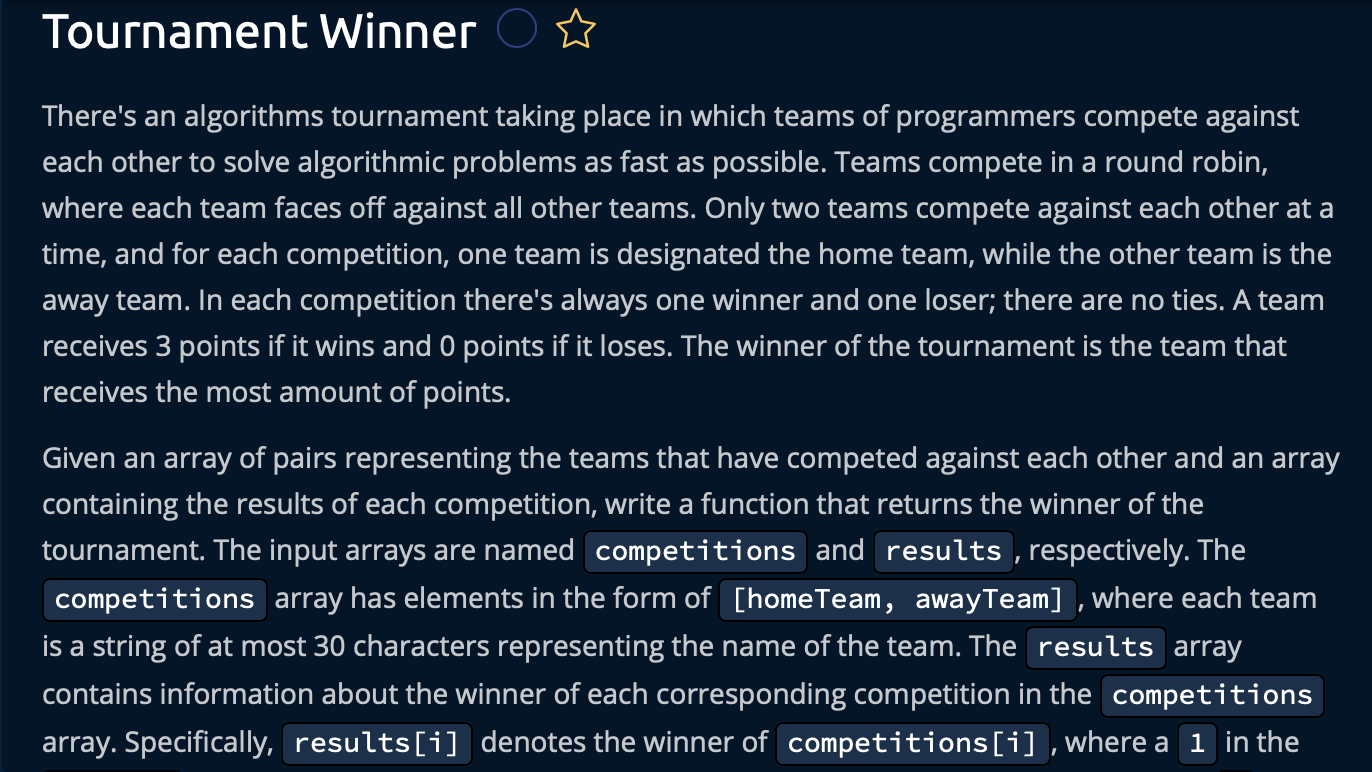 Tournament Winner
There's an algorithms tournament taking place in which teams of programmers compete against
each other to solve algorithmic problems as fast as possible. Teams compete in a round robin,
where each team faces off against all other teams. Only two teams compete against each other at a
time, and for each competition, one team is designated the home team, while the other team is the
away team. In each competition there's always one winner and one loser; there are no ties. A team
receives 3 points if it wins and 0 points if it loses. The winner of the tournament is the team that
receives the most amount of points.
Given an array of pairs representing the teams that have competed against each other and an array
containing the results of each competition, write a function that returns the winner of the
tournament. The input arrays are named competitions and results, respectively. The
competitions array has elements in the form of [homeTeam, awayTeam], where each team
is a string of at most 30 characters representing the name of the team. The results array
contains information about the winner of each corresponding competition in the competitions
array. Specifically, results[i] denotes the winner of competitions[i], where a 1 in the